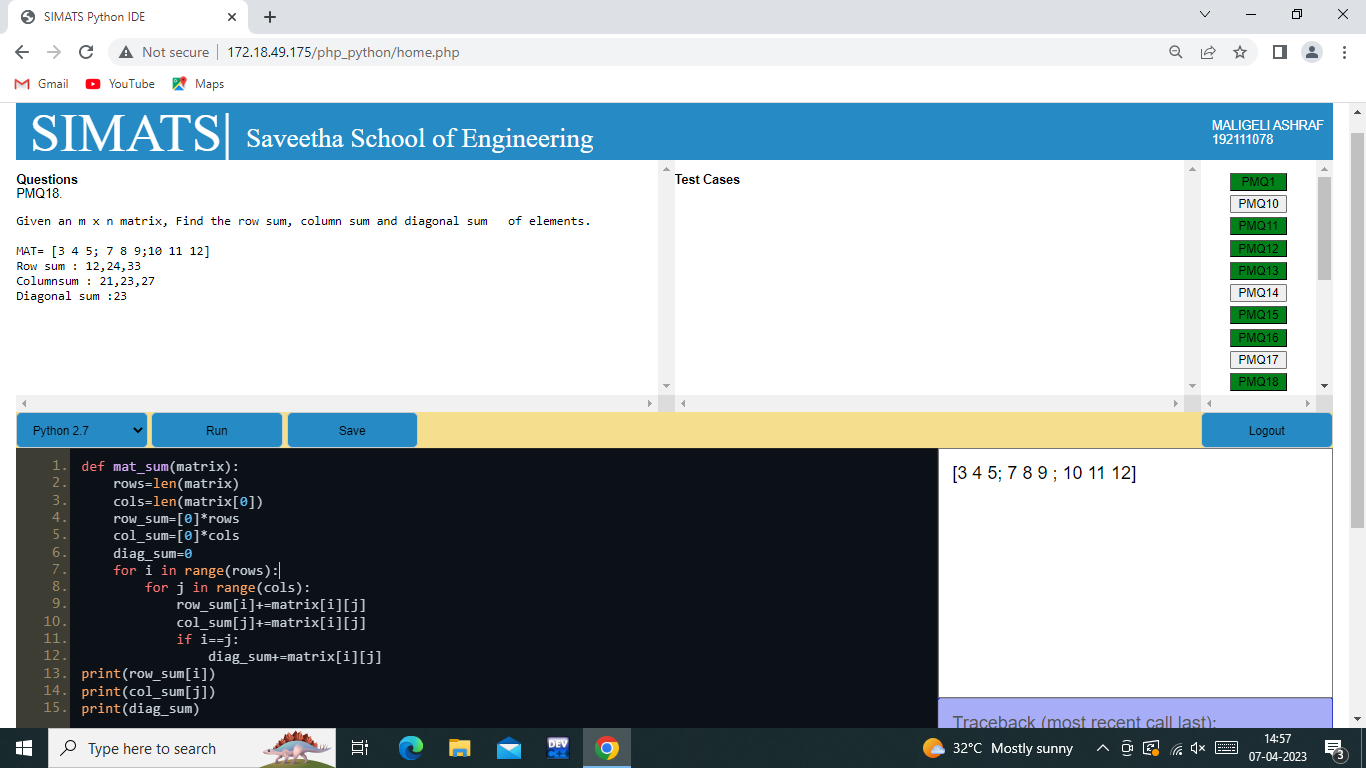 SIMATS Python IDE
Not secure 172.18.49.175/php_python/home.php
Gmail YouTube Maps
SIMATS| Saveetha School of Engineering
MALIGELI ASHRAF
192111078
Questions
PMQ18.
Given an m x n matrix, Find the row sum, column sum and diagonal sum   of elements.
MAT= [3 4 5; 7 8 9;10 11 12]
Row sum : 12,24,33
Columnsum : 21,23,27
Diagonal sum :23
Test Cases
PMQ1
PMQ10
PMQ11
PMQ12
PMQ13
PMQ14
PMQ15
PMQ16
PMQ17
PMQ18
Python 2.7 Run Save Logout
1. def mat_sum(matrix):
2.     rows=len(matrix)
3.     cols=len(matrix[0])
4.     row_sum=[0]*rows
5.     col_sum=[0]*cols
6.     diag_sum=0
7.     for i in range(rows):
8.         for j in range(cols):
9.             row_sum[i]+=matrix[i][j]
10.             col_sum[j]+=matrix[i][j]
11.             if i==j:
12.                 diag_sum+=matrix[i][j]
13. print(row_sum[i])
14. print(col_sum[j])
15. print(diag_sum)
[3 4 5; 7 8 9 ; 10 11 12]
Traceback (most recent call last):
Type here to search
DEV
32°C Mostly sunny
14:57
07-04-2023
3